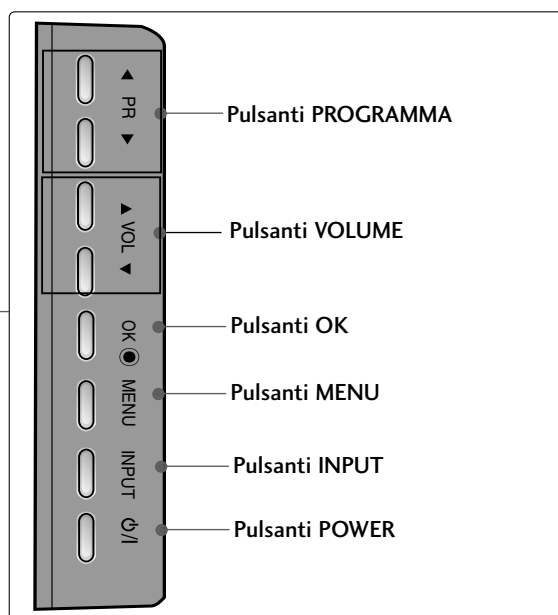 ▲ PR ▼
Pulsanti PROGRAMMA
▲ VOL ▼
Pulsanti VOLUME
OK
Pulsanti OK
MENU
Pulsanti MENU
INPUT
Pulsanti INPUT
⏻/I
Pulsanti POWER